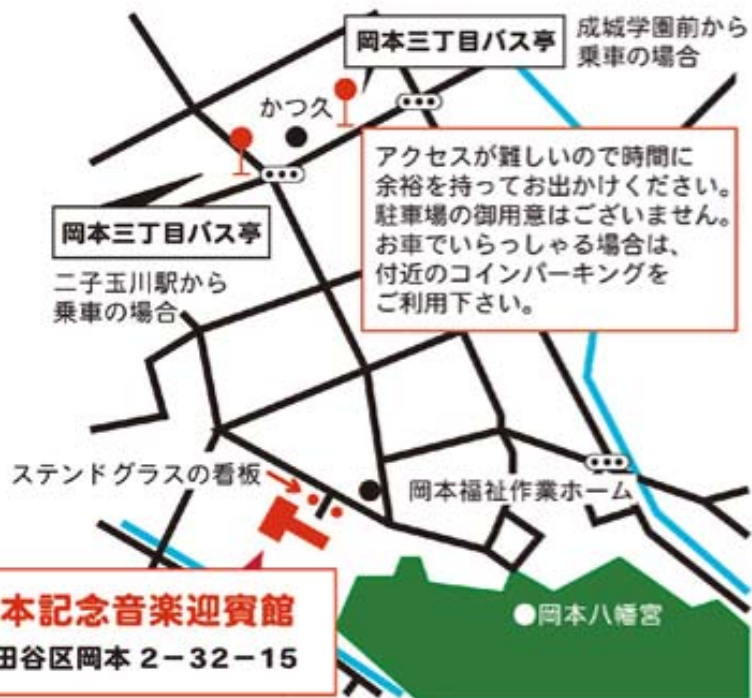 岡本三丁目バス亭
成城学園前から
乗車の場合
かつ久
アクセスが難しいので時間に
余裕を持ってお出かけください。
駐車場の御用意はございません。
お車でいらっしゃる場合は、
付近のコインパーキングを
ご利用下さい。
岡本三丁目バス亭
二子玉川駅から
乗車の場合
ステンドグラスの看板
岡本福祉作業ホーム
本記念音楽迎賓館
田谷区岡本2-32-15
岡本八幡宮